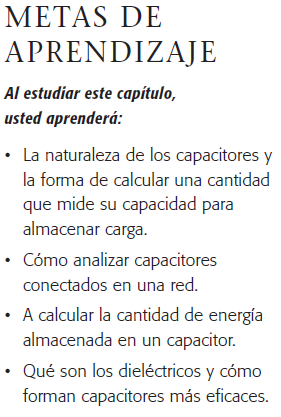 METAS DE
APRENDIZAJE
Al estudiar este capítulo,
usted aprenderá:
• La naturaleza de los capacitores y
la forma de calcular una cantidad
que mide su capacidad para
almacenar carga.
• Cómo analizar capacitores
conectados en una red.
• A calcular la cantidad de energía
almacenada en un capacitor.
• Qué son los dieléctricos y cómo
forman capacitores más eficaces.